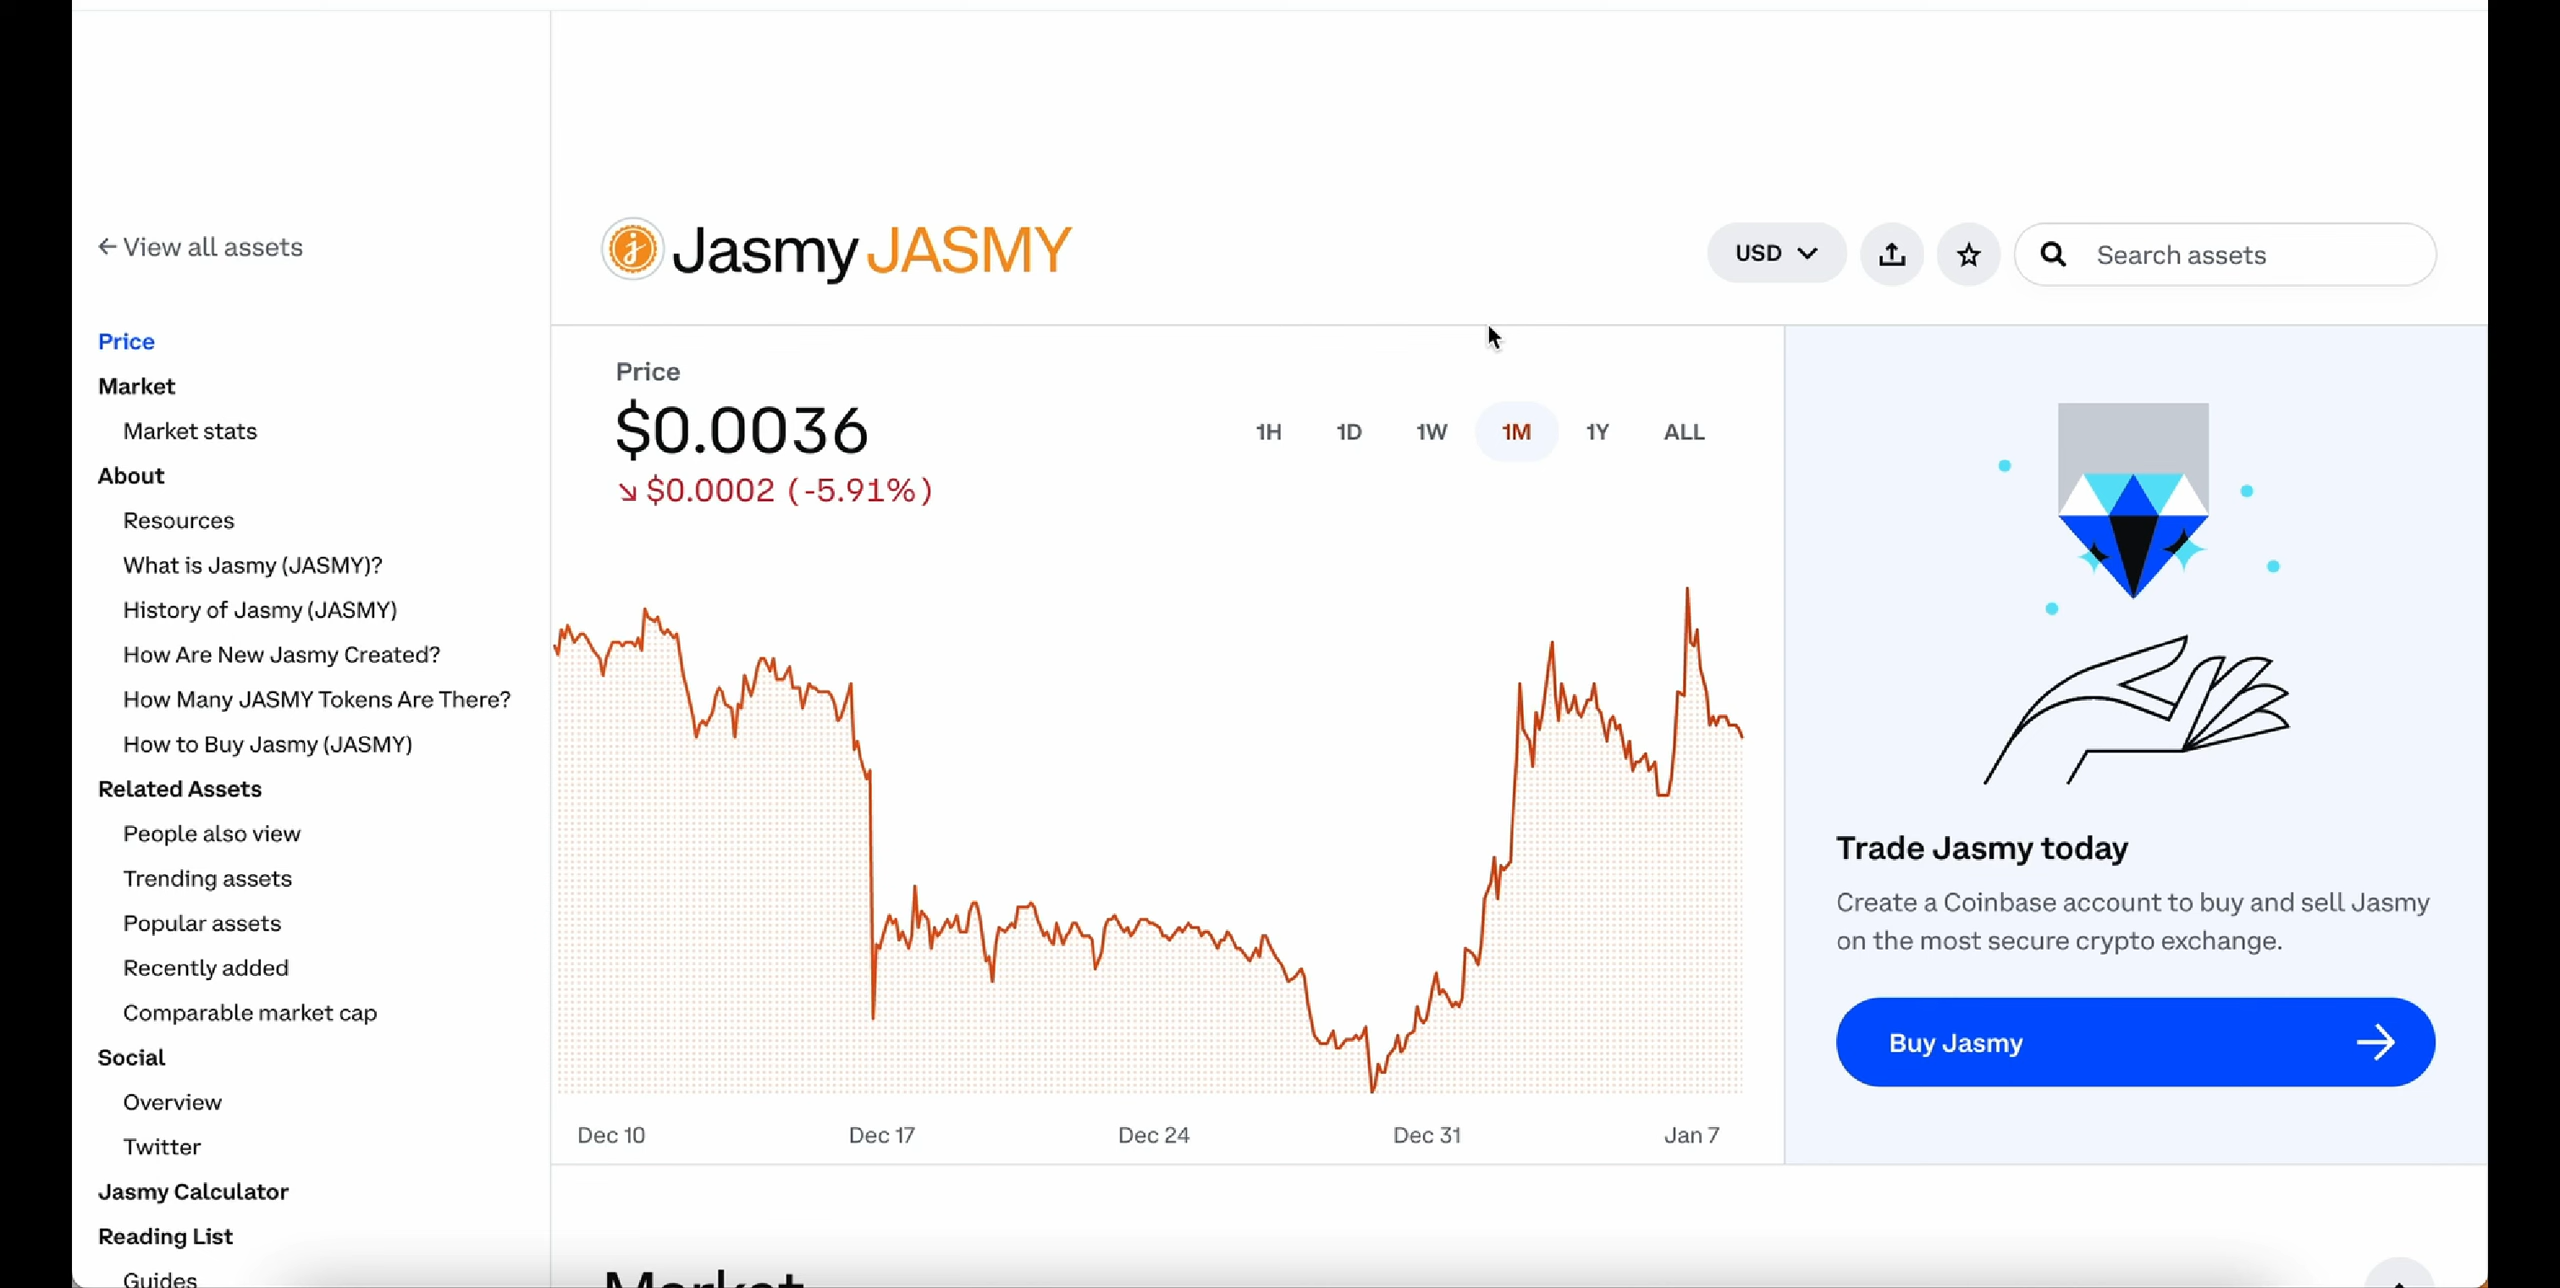 ← View all assets
Price
Market
Market stats
About
Resources
What is Jasmy (JASMY)?
History of Jasmy (JASMY)
How Are New Jasmy Created?
How Many JASMY Tokens Are There?
How to Buy Jasmy (JASMY)
Related Assets
People also view
Trending assets
Popular assets
Recently added
Comparable market cap
Social
Overview
Twitter
Jasmy Calculator
Reading List
Guides
Jasmy JASMY
USD
Search assets
Price
$0.0036
↘ $0.0002 (-5.91%)
1H 1D 1W 1M 1Y ALL
Dec 10 Dec 17 Dec 24 Dec 31 Jan 7
Trade Jasmy today
Create a Coinbase account to buy and sell Jasmy
on the most secure crypto exchange.
Buy Jasmy
Market